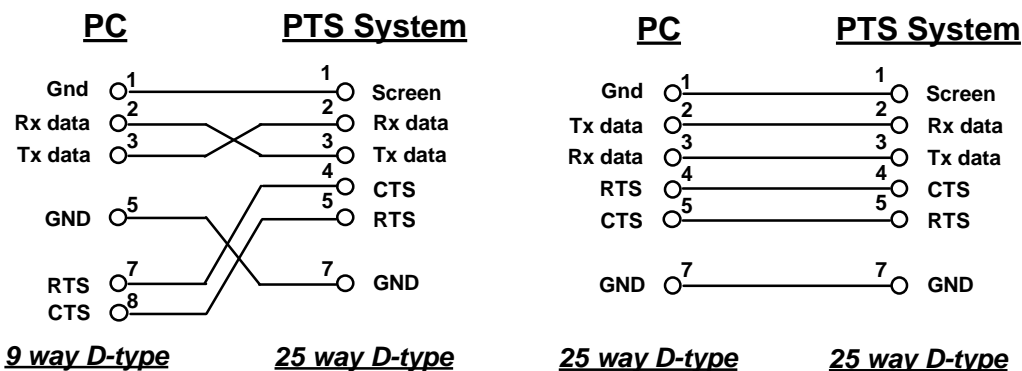 PC PTS System
Gnd 1 1 Screen
Rx data 2 2 Rx data
Tx data 3 3 Tx data
4 CTS
GND 5 5 RTS
RTS 7 7 GND
CTS 8
9 way D-type 25 way D-type
PC PTS System
Gnd 1 1 Screen
Tx data 2 2 Rx data
Rx data 3 3 Tx data
RTS 4 4 CTS
CTS 5 5 RTS
GND 7 7 GND
25 way D-type 25 way D-type